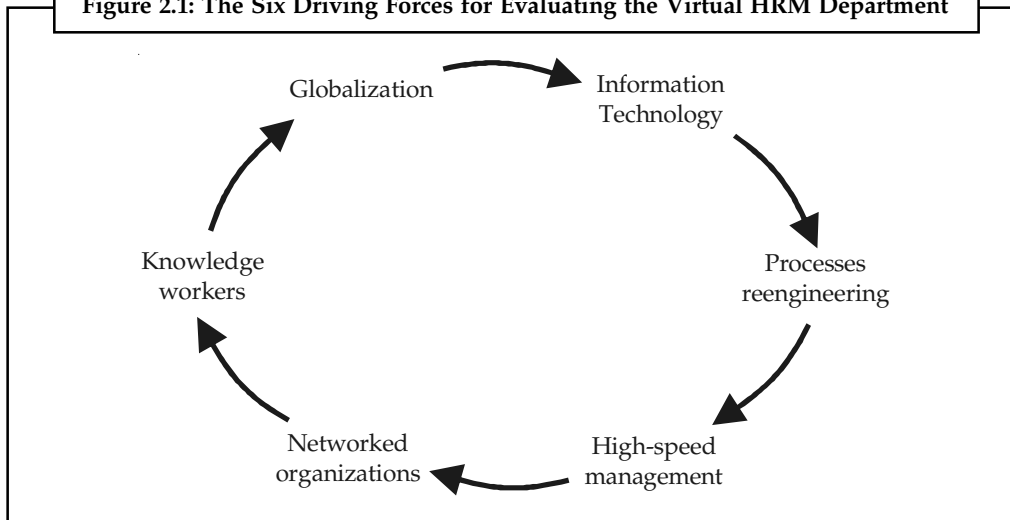 Figure 2.1: The Six Driving Forces for Evaluating the Virtual HRM Department
Globalization
Information
Technology
Processes
reengineering
High-speed
management
Networked
organizations
Knowledge
workers